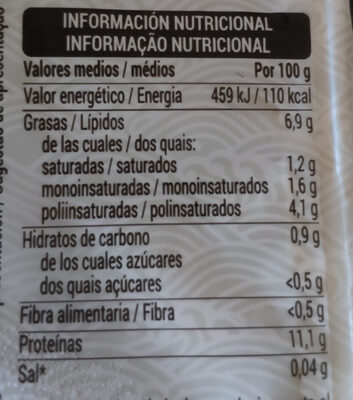 INFORMACIÓN NUTRICIONAL
INFORMAÇÃO NUTRICIONAL
Valores medios / médios Por 100 g
Valor energético / Energia 459 kJ / 110 kcal
Grasas / Lípidos 6,9 g
de las cuales / dos quais:
saturadas / saturados 1,2 g
monoinsaturadas / monoinsaturados 1,6 g
poliinsaturadas / polinsaturados 4,1 g
Hidratos de carbono 0,9 g
de los cuales azúcares
dos quais açúcares <0,5 g
Fibra alimentaria / Fibra <0,5 g
Proteínas 11,1 g
Sal* 0,04 g